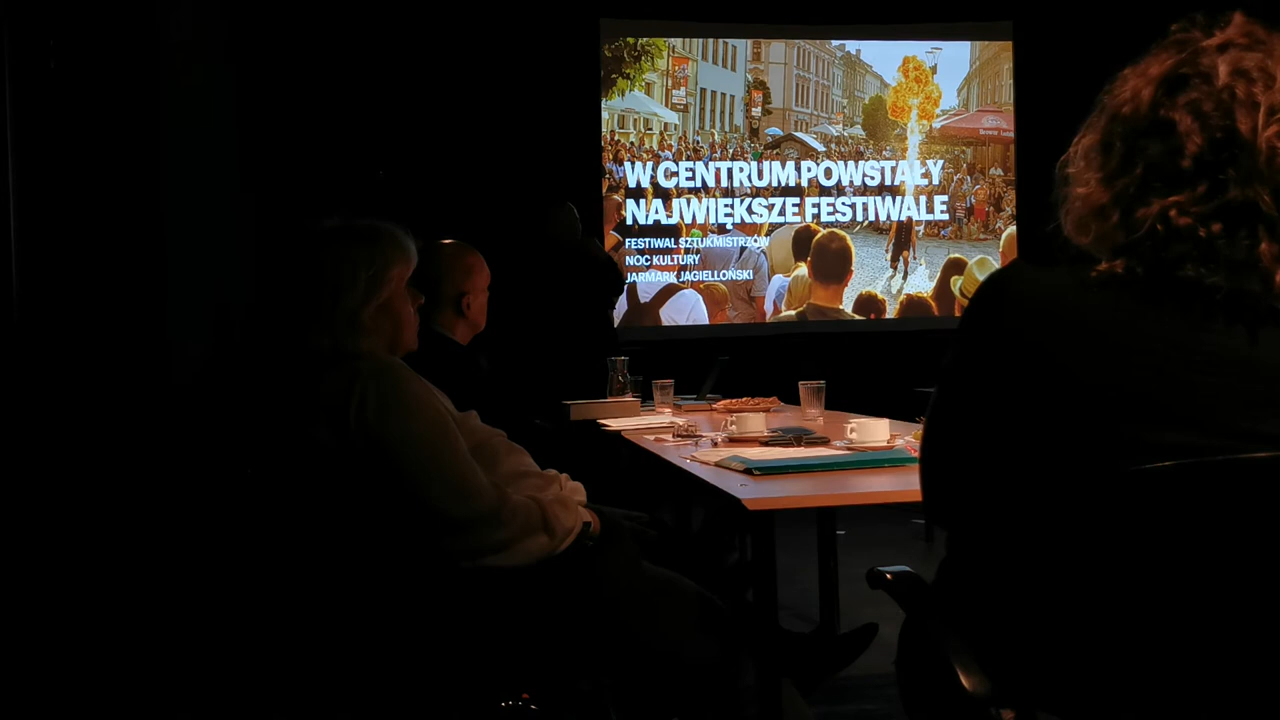 W CENTRUM POWSTAŁY
NAJWIĘKSZE FESTIWALE
FESTIWAL SZTUKMISTRZÓW
NOC KULTURY
JARMARK JAGIELLOŃSKI